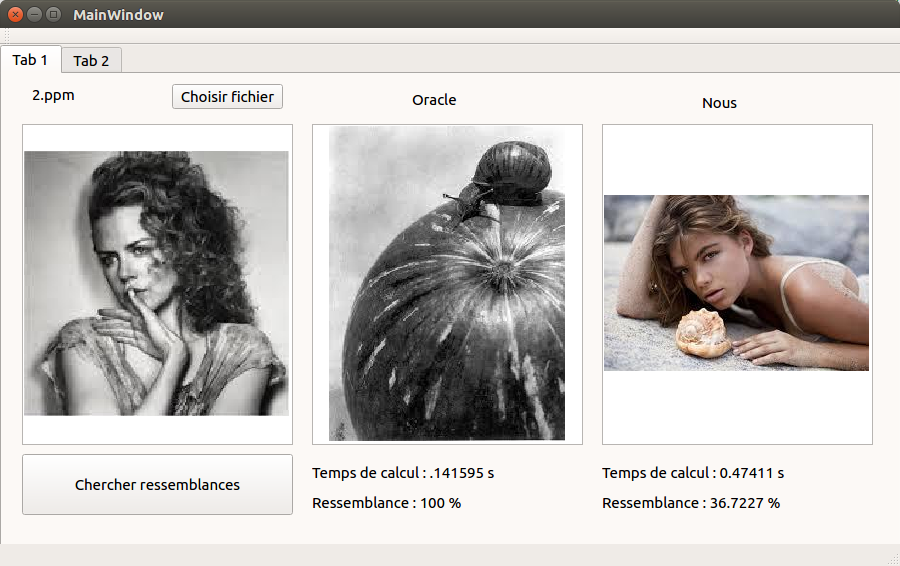 MainWindow
Tab 1
Tab 2
2.ppm
Choisir fichier
Oracle
Nous
Chercher ressemblances
Temps de calcul : .141595 s
Ressemblance : 100 %
Temps de calcul : 0.47411 s
Ressemblance : 36.7227 %